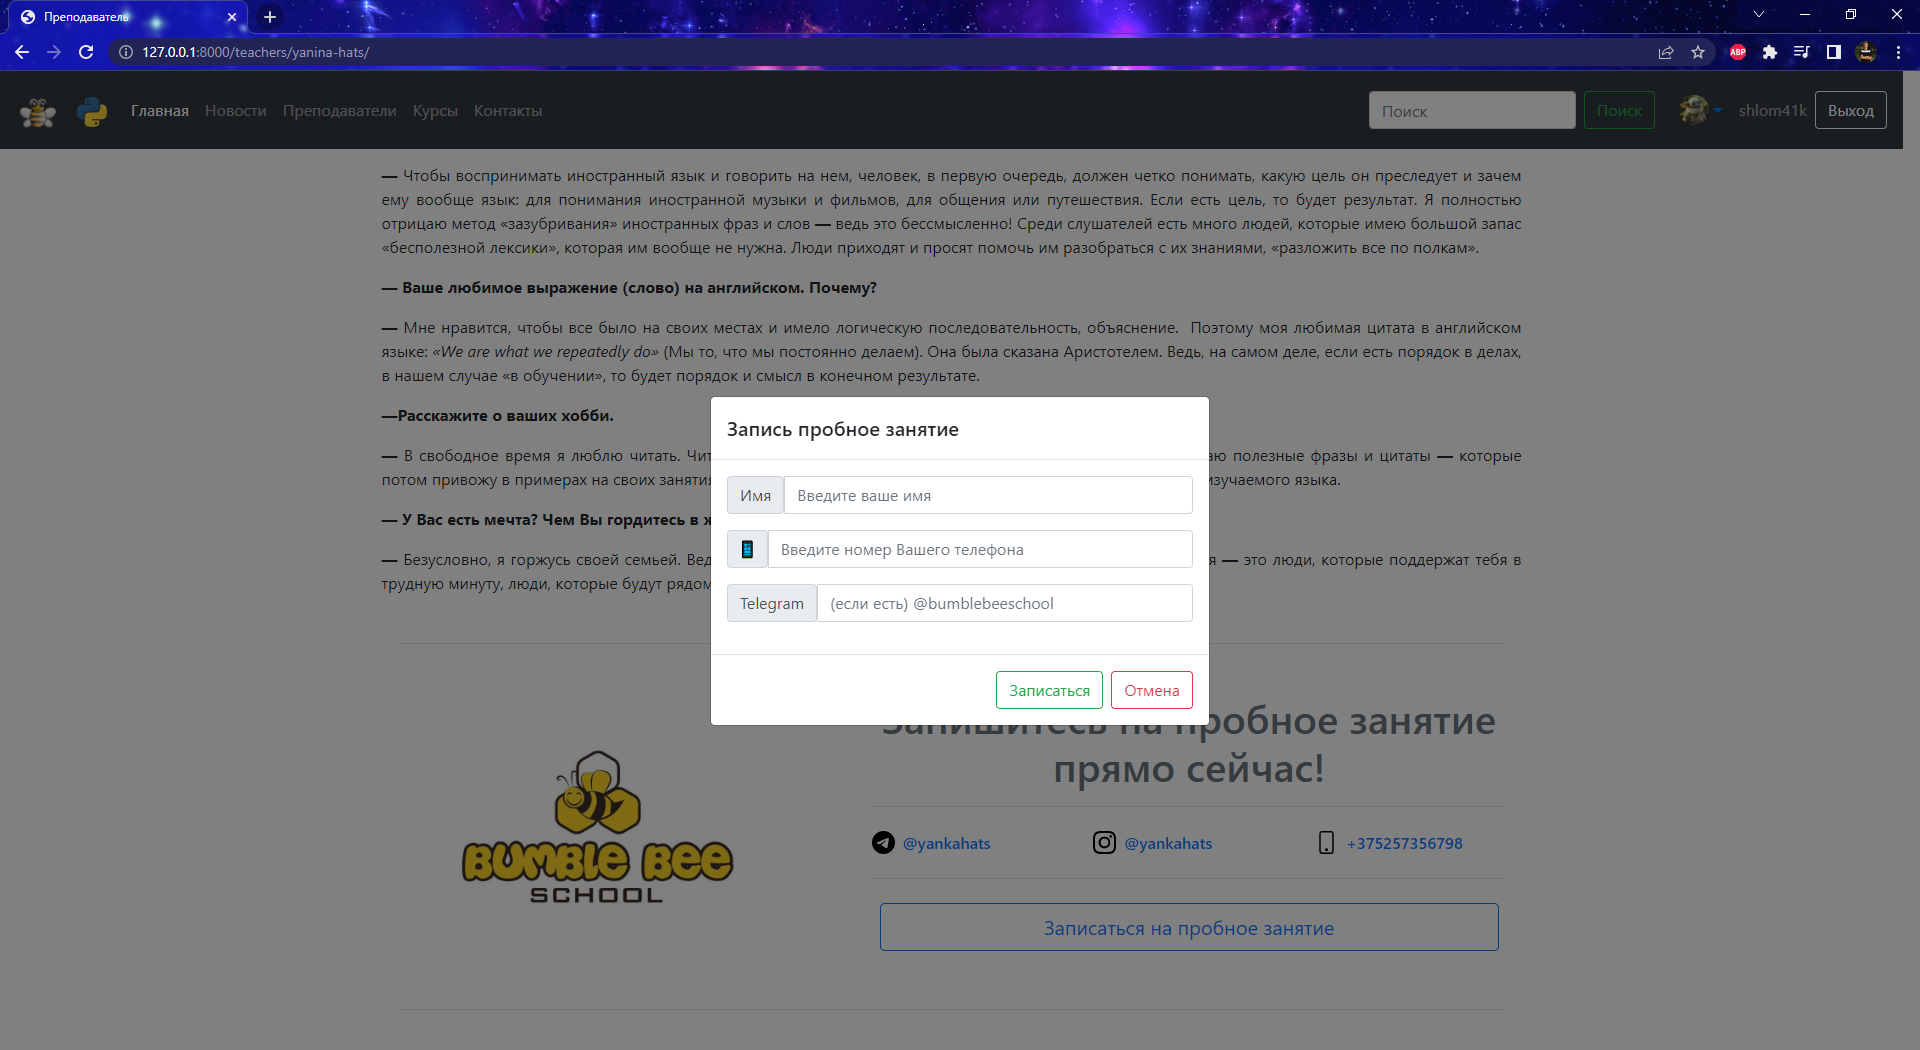 Преподаватель
127.0.0.1:8000/teachers/yanina-hats/
ABP
Главная Новости Преподаватели Курсы Контакты
Поиск Поиск shlom41k Выход
— Чтобы воспринимать иностранный язык и говорить на нем, человек, в первую очередь, должен четко понимать, какую цель он преследует и зачем
ему вообще язык: для понимания иностранной музыки и фильмов, для общения или путешествия. Если есть цель, то будет результат. Я полностью
отрицаю метод «зазубривания» иностранных фраз и слов — ведь это бессмысленно! Среди слушателей есть много людей, которые имею большой запас
«бесполезной лексики», которая им вообще не нужна. Люди приходят и просят помочь им разобраться с их знаниями, «разложить все по полкам».
— Ваше любимое выражение (слово) на английском. Почему?
— Мне нравится, чтобы все было на своих местах и имело логическую последовательность, объяснение. Поэтому моя любимая цитата в английском
языке: «We are what we repeatedly do» (Мы то, что мы постоянно делаем). Она была сказана Аристотелем. Ведь, на самом деле, если есть порядок в делах,
в нашем случае «в обучении», то будет порядок и смысл в конечном результате.
—Расскажите о ваших хобби.
— В свободное время я люблю читать. полезные фразы и цитаты — которые
потом привожу в примерах на своих языка.
— У Вас есть мечта? Чем Вы гордитесь в
— Безусловно, я горжусь своей семьей. — это люди, которые поддержат тебя в
трудную минуту, люди, которые будут рядом
Запись пробное занятие
Имя Введите ваше имя
Введите номер Вашего телефона
Telegram (если есть) @bumblebeeschool
Записаться Отмена
Запишитесь на пробное занятие
прямо сейчас!
BUMBLE BEE
SCHOOL
@yankahats @yankahats +375257356798
Записаться на пробное занятие